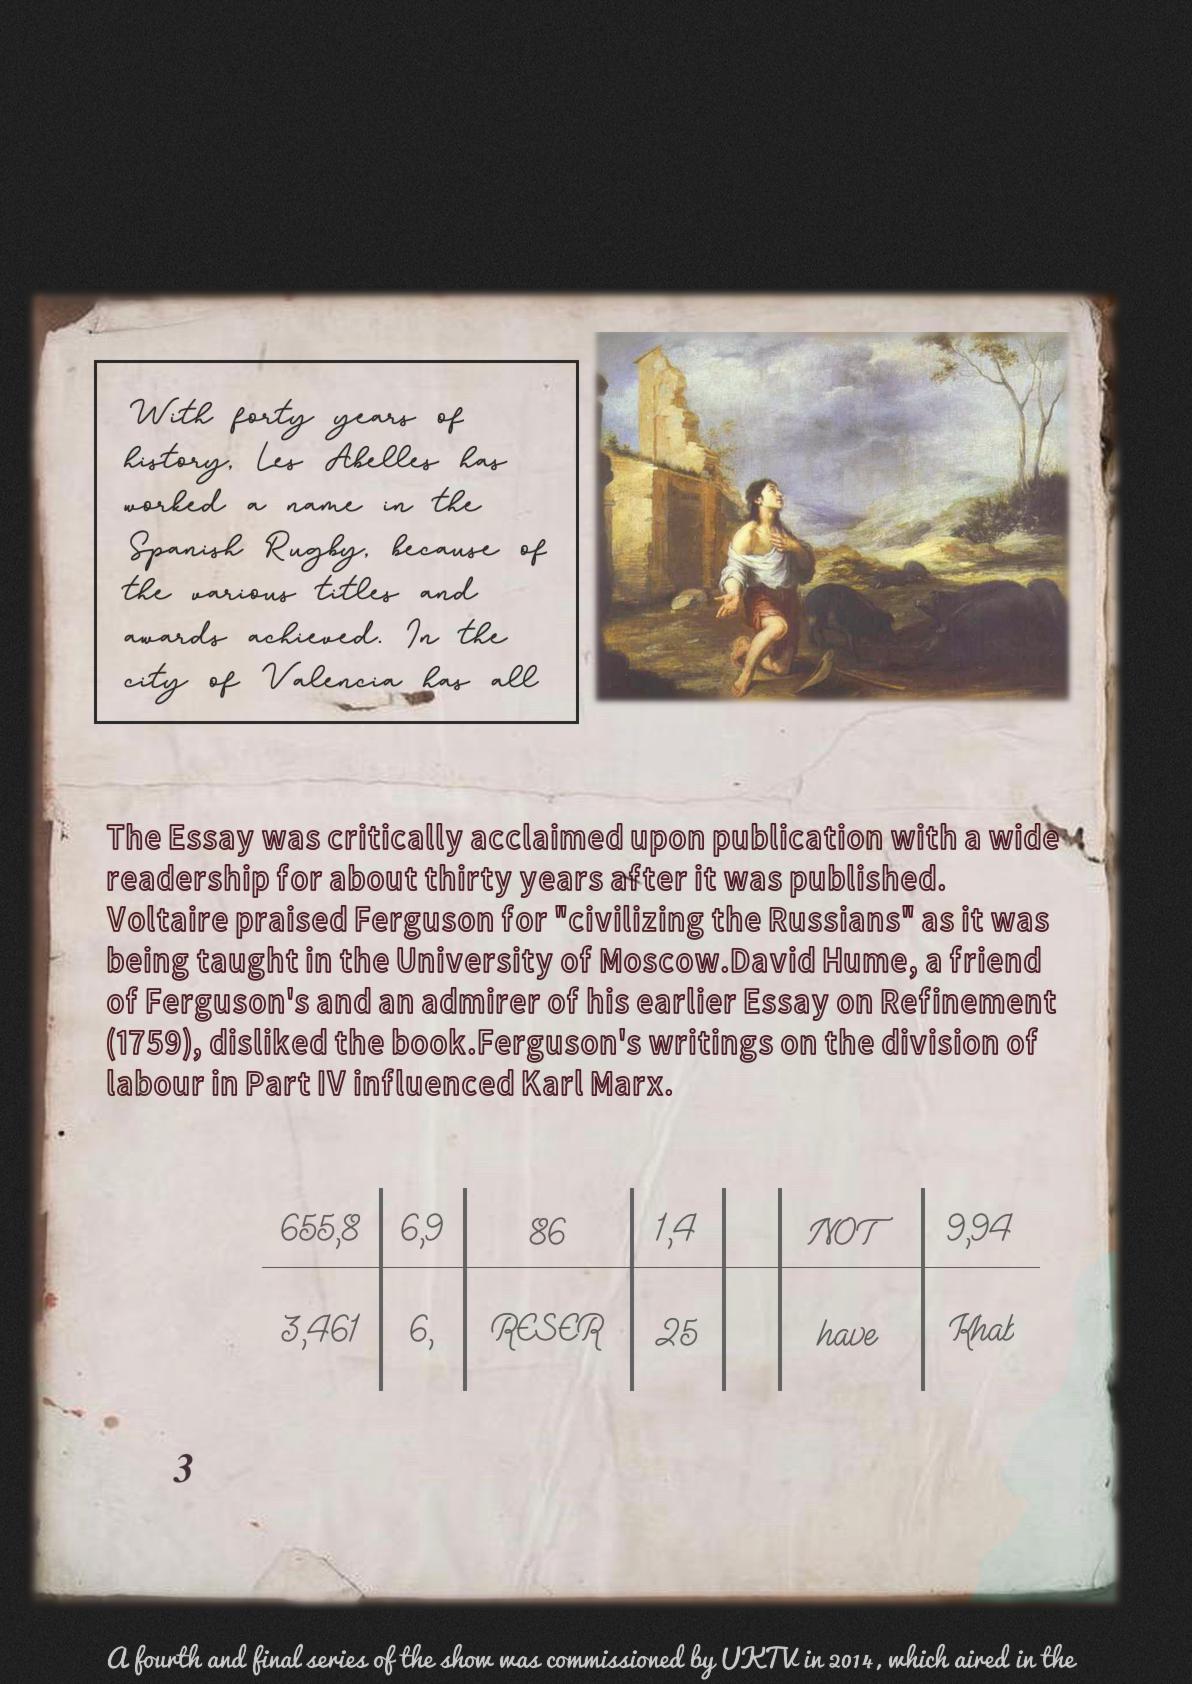 With forty years of
history, Les Abelles has
worked a name in the
Spanish Rugby, because of
the various titles and
awards achieved. In the
city of Valencia has all
The Essay was critically acclaimed upon publication with a wide
readership for about thirty years after it was published.
Voltaire praised Ferguson for "civilizing the Russians" as it was
being taught in the University of Moscow.David Hume, a friend
of Ferguson's and an admirer of his earlier Essay on Refinement
(1759), disliked the book.Ferguson's writings on the division of
labour in Part IV influenced Karl Marx.
655,8 6,9 86 1,4 NOT 9,94
3,461 6, RESER 25 have Khat
3
A fourth and final series of the show was commissioned by UKTV in 2014, which aired in the